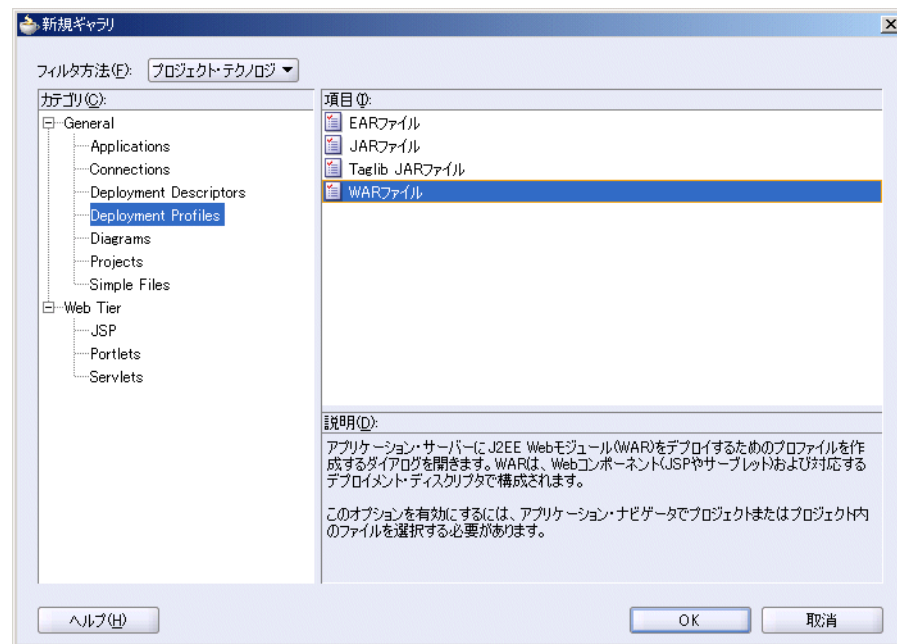 新規ギャラリ
フィルタ方法(F): プロジェクト・テクノロジ
カテゴリ(C):
General
Applications
Connections
Deployment Descriptors
Deployment Profiles
Diagrams
Projects
Simple Files
Web Tier
JSP
Portlets
Servlets
項目(I):
EARファイル
JARファイル
Taglib JARファイル
WARファイル
説明(D):
アプリケーション・サーバーにJ2EE Webモジュール(WAR)をデプロイするためのプロファイルを作
成するダイアログを開きます。WARは、Webコンポーネント(JSPやサーブレット)および対応する
デプロイメント・ディスクリプタで構成されます。
このオプションを有効にするには、アプリケーション・ナビゲータでプロジェクトまたはプロジェクト内
のファイルを選択する必要があります。
ヘルプ(H)
OK
取消